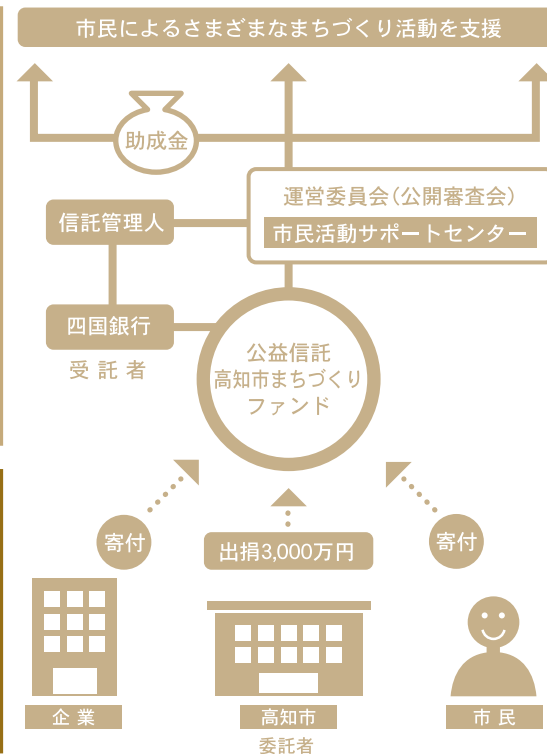 市民によるさまざまなまちづくり活動を支援
助成金
運営委員会(公開審査会)
市民活動サポートセンター
信託管理人
四国銀行
受託者
公益信託
高知市まちづくり
ファンド
寄付
出捐3,000万円
寄付
企業
高知市
委託者
市民